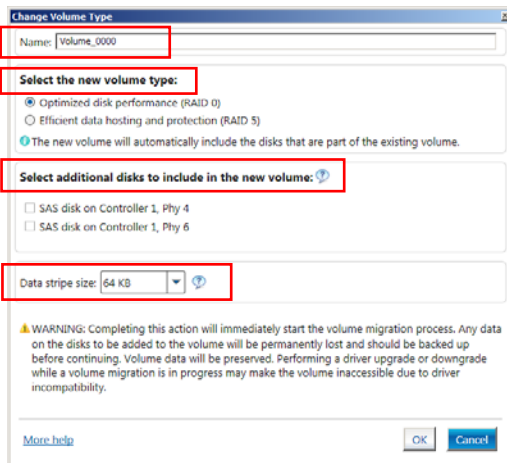 Change Volume Type
Name: Volume_0000
Select the new volume type:
Optimized disk performance (RAID 0)
Efficient data hosting and protection (RAID 5)
The new volume will automatically include the disks that are part of the existing volume.
Select additional disks to include in the new volume:
SAS disk on Controller 1, Phy 4
SAS disk on Controller 1, Phy 6
Data stripe size: 64 KB
WARNING: Completing this action will immediately start the volume migration process. Any data
on the disks to be added to the volume will be permanently lost and should be backed up
before continuing. Volume data will be preserved. Performing a driver upgrade or downgrade
while a volume migration is in progress may make the volume inaccessible due to driver
incompatibility.
More help
OK
Cancel